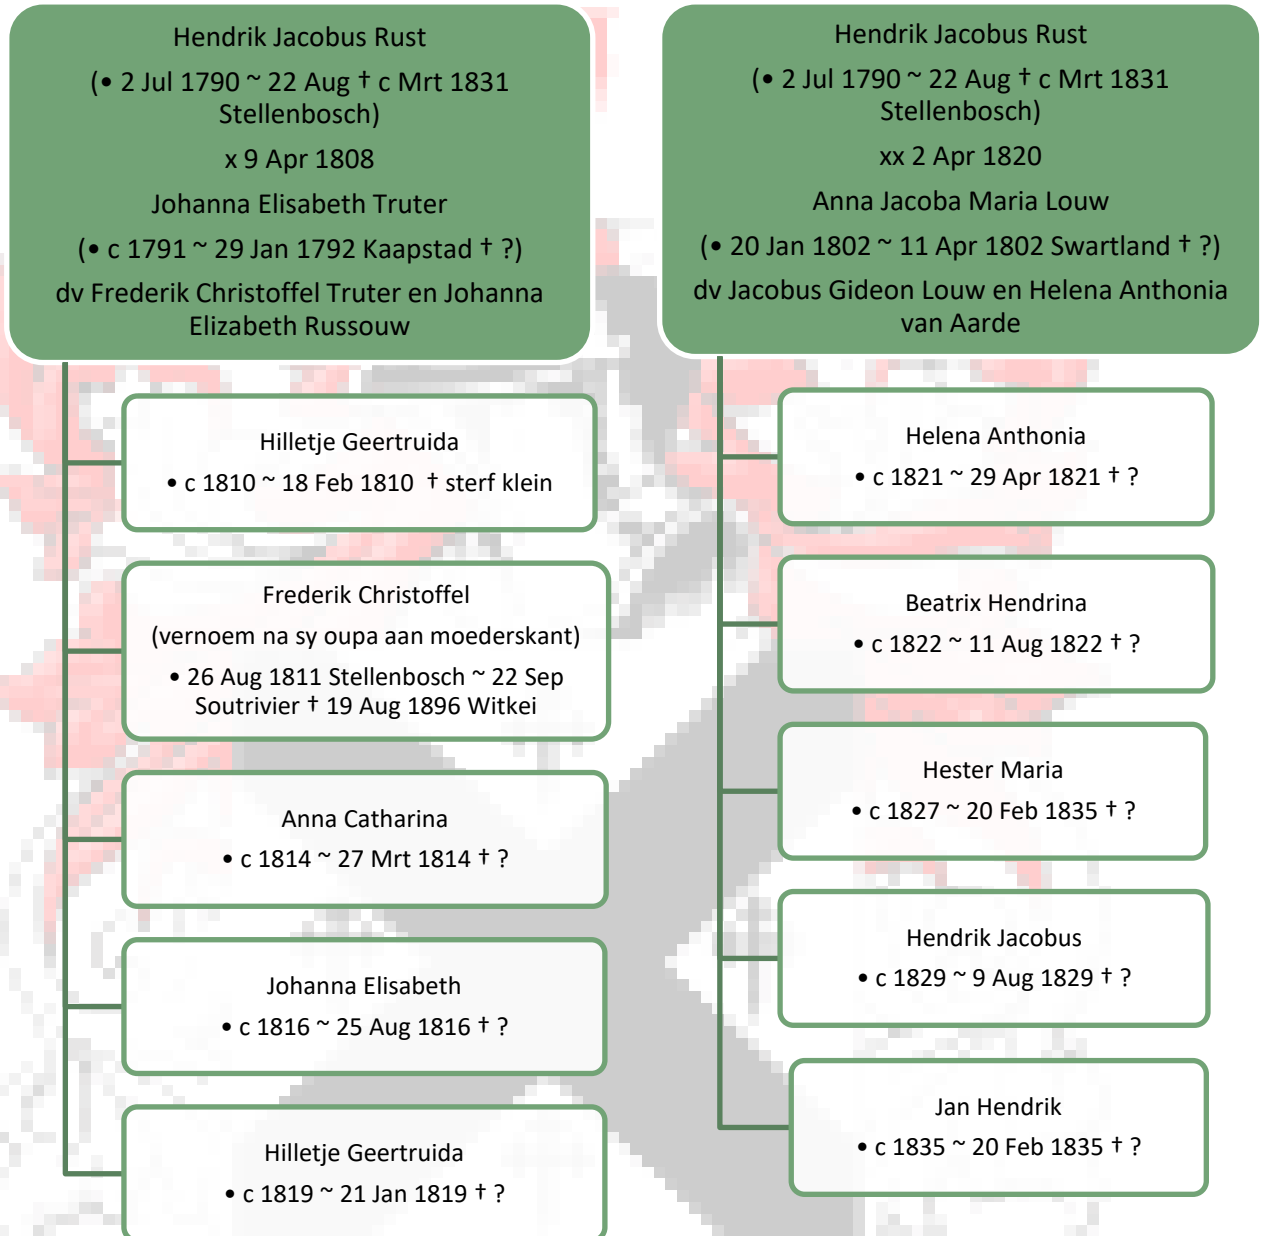 Hendrik Jacobus Rust
(• 2 Jul 1790 ~ 22 Aug † c Mrt 1831
Stellenbosch)
x 9 Apr 1808
Johanna Elisabeth Truter
(• c 1791 ~ 29 Jan 1792 Kaapstad † ?)
dv Frederik Christoffel Truter en Johanna
Elizabeth Russouw
Hilletje Geertruida
• c 1810 ~ 18 Feb 1810 † sterf klein
Frederik Christoffel
(vernoem na sy oupa aan moederskant)
• 26 Aug 1811 Stellenbosch ~ 22 Sep
Soutrivier † 19 Aug 1896 Witkei
Anna Catharina
• c 1814 ~ 27 Mrt 1814 † ?
Johanna Elisabeth
• c 1816 ~ 25 Aug 1816 † ?
Hilletje Geertruida
• c 1819 ~ 21 Jan 1819 † ?
Hendrik Jacobus Rust
(• 2 Jul 1790 ~ 22 Aug † c Mrt 1831
Stellenbosch)
xx 2 Apr 1820
Anna Jacoba Maria Louw
(• 20 Jan 1802 ~ 11 Apr 1802 Swartland † ?)
dv Jacobus Gideon Louw en Helena Anthonia
van Aarde
Helena Anthonia
• c 1821 ~ 29 Apr 1821 † ?
Beatrix Hendrina
• c 1822 ~ 11 Aug 1822 † ?
Hester Maria
• c 1827 ~ 20 Feb 1835 † ?
Hendrik Jacobus
• c 1829 ~ 9 Aug 1829 † ?
Jan Hendrik
• c 1835 ~ 20 Feb 1835 † ?